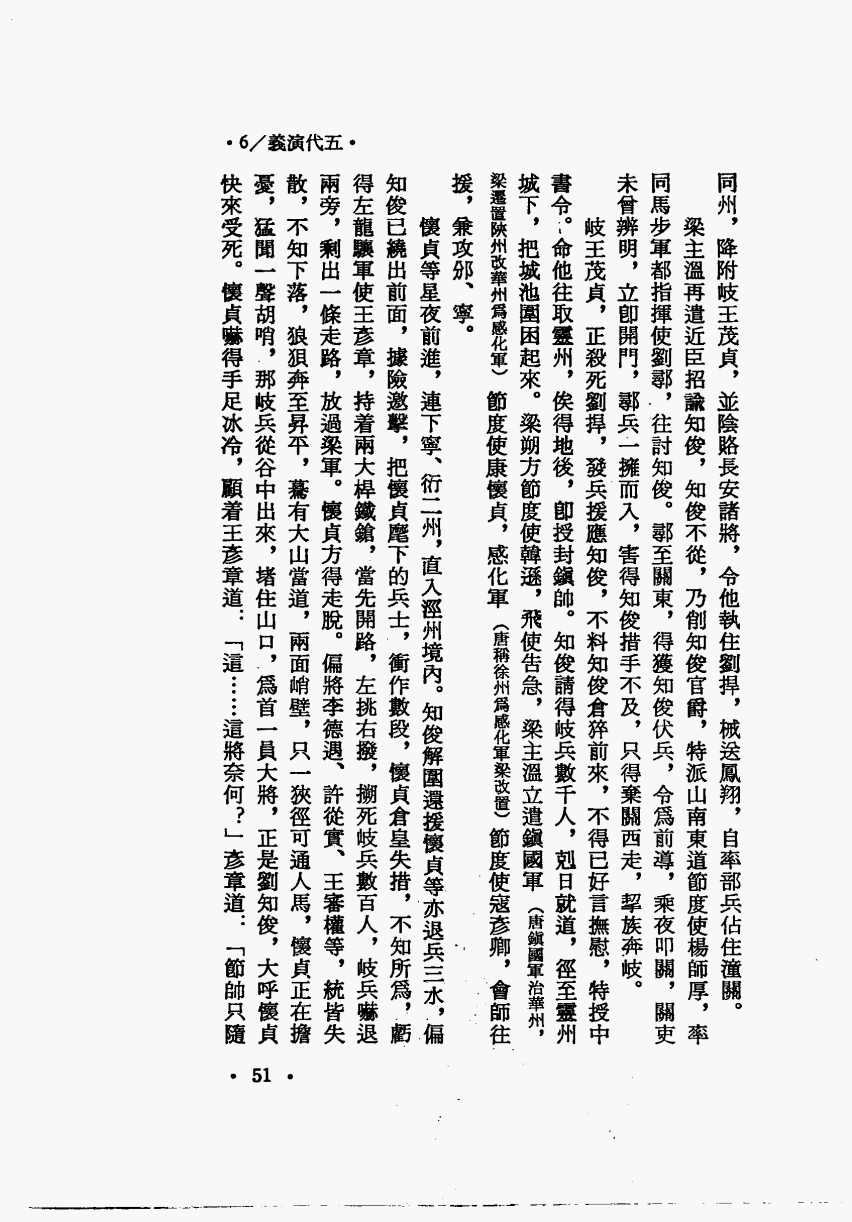 •6／義演代五•
同州，降附岐王茂貞，並陰賂長安諸將，令他執住劉捍，械送鳳翔，自率部兵佔住潼關。
梁主溫再遣近臣招諭知俊，知俊不從，乃削知俊官爵，特派山南東道節度使楊師厚，率
同馬步軍都指揮使劉鄩，往討知俊。鄩至關東，得獲知俊伏兵，令爲前導，乘夜叩關，關吏
未曾辨明，立卽開門，鄩兵一擁而入，害得知俊措手不及，只得棄關西走，挈族奔岐。
岐王茂貞，正殺死劉捍，發兵援應知俊，不料知俊倉猝前來，不得已好言撫慰，特授中
書令。命他往取靈州，俟得地後，卽授封鎭帥。知俊請得岐兵數千人，剋日就道，徑至靈州
城下，把城池圍困起來。梁朔方節度使韓遜，飛使告急，梁主溫立遣鎭國軍（唐鎭國軍治華州，
梁遷置陝州改華州爲感化軍）節度使康懷貞，感化軍（唐稱徐州爲感化軍梁改置）節度使寇彥卿，會師往
援，兼攻邠、寧。
懷貞等星夜前進，連下寧、衍二州，直入涇州境內。知俊解圍還援懷貞等亦退兵三水，偏
知俊已繞出前面，據險邀擊，把懷貞麾下的兵士，衝作數段，懷貞倉皇失措，不知所爲，虧
得左龍驤軍使王彥章，持着兩大桿鐵鎗，當先開路，左挑右撥，搠死岐兵數百人，岐兵嚇退
兩旁，剩出一條走路，放過梁軍。懷貞方得走脫。偏將李德遇、許從實、王審權等，統皆失
散，不知下落，狼狽奔至昇平，驀有大山當道，兩面峭壁，只一狹徑可通人馬，懷貞正在擔
憂，猛聞一聲胡哨，那岐兵從谷中出來，堵住山口，爲首一員大將，正是劉知俊，大呼懷貞
快來受死。懷貞嚇得手足冰冷，顧着王彥章道：「這……這將奈何？」彥章道：「節帥只隨
• 51 •